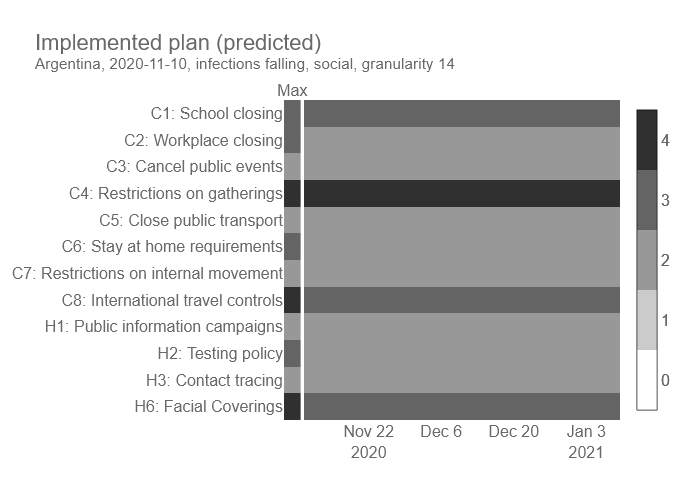 Implemented plan (predicted)
Argentina, 2020-11-10, infections falling, social, granularity 14
Max
C1: School closing
C2: Workplace closing
C3: Cancel public events
C4: Restrictions on gatherings
C5: Close public transport
C6: Stay at home requirements
C7: Restrictions on internal movement
C8: International travel controls
H1: Public information campaigns
H2: Testing policy
H3: Contact tracing
H6: Facial Coverings
4
3
2
1
0
Nov 22 Dec 6 Dec 20 Jan 3
2020 2021